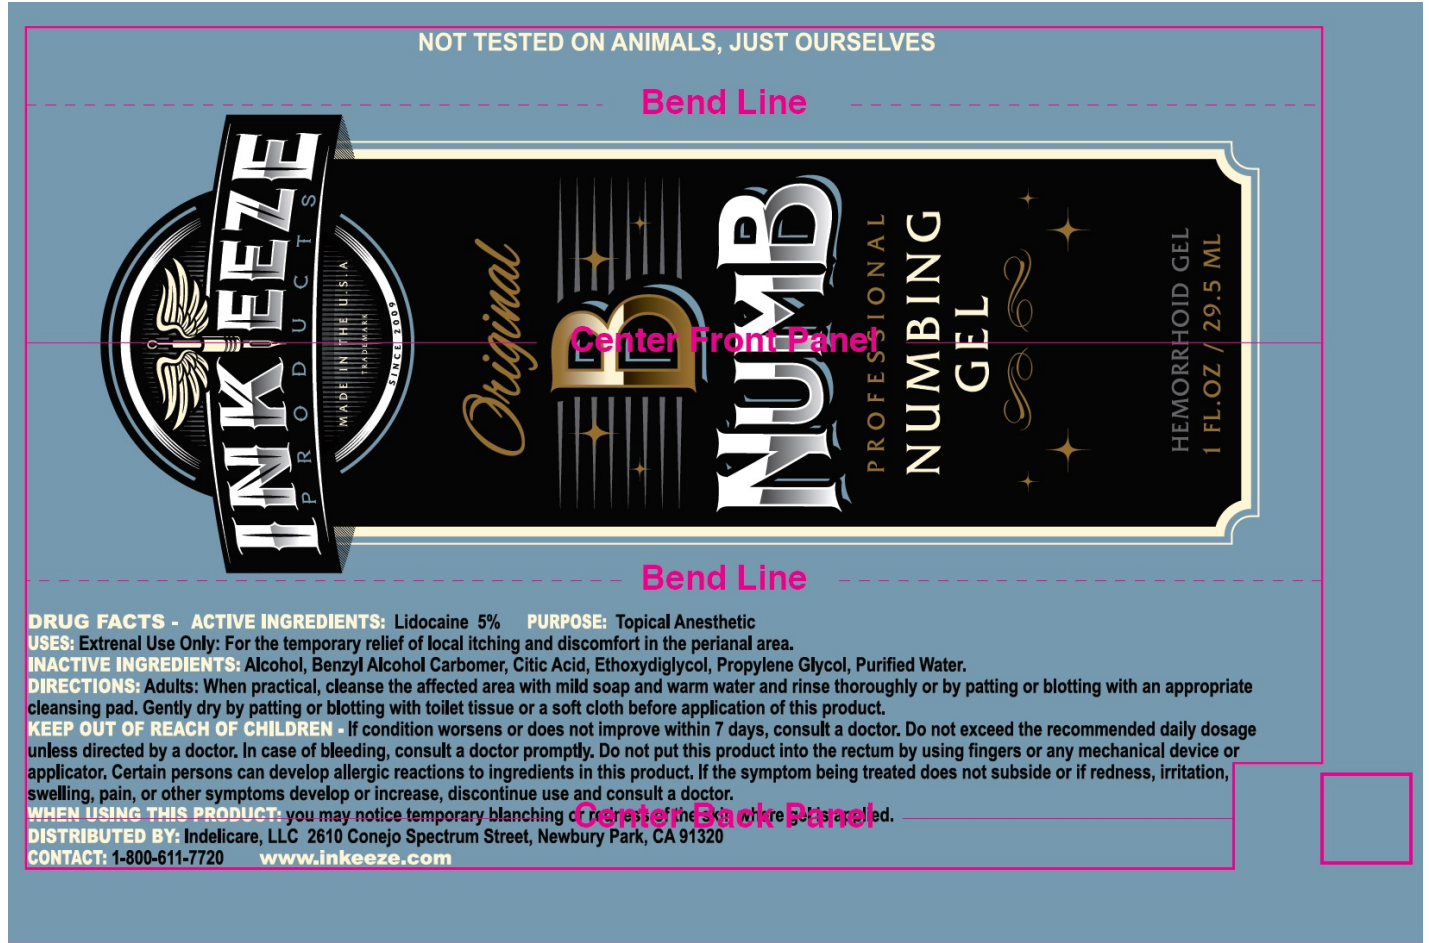 NOT TESTED ON ANIMALS, JUST OURSELVES
Bend Line
INK EEZE
PRODUCTS
MADE IN THE U.S.A
TRADEMARK
SINCE 2009
Original
B
NUMB
PROFESSIONAL
NUMBING
GEL
HEMORRHOID GEL
1 FL.OZ / 29.5 ML
Center Front Panel
Bend Line
DRUG FACTS - ACTIVE INGREDIENTS: Lidocaine 5% PURPOSE: Topical Anesthetic
USES: Extrenal Use Only: For the temporary relief of local itching and discomfort in the perianal area.
INACTIVE INGREDIENTS: Alcohol, Benzyl Alcohol Carbomer, Citic Acid, Ethoxydiglycol, Propylene Glycol, Purified Water.
DIRECTIONS: Adults: When practical, cleanse the affected area with mild soap and warm water and rinse thoroughly or by patting or blotting with an appropriate
cleansing pad. Gently dry by patting or blotting with toilet tissue or a soft cloth before application of this product.
KEEP OUT OF REACH OF CHILDREN - If condition worsens or does not improve within 7 days, consult a doctor. Do not exceed the recommended daily dosage
unless directed by a doctor. In case of bleeding, consult a doctor promptly. Do not put this product into the rectum by using fingers or any mechanical device or
applicator. Certain persons can develop allergic reactions to ingredients in this product. If the symptom being treated does not subside or if redness, irritation,
swelling, pain, or other symptoms develop or increase, discontinue use and consult a doctor.
WHEN USING THIS PRODUCT: you may notice temporary blanching or redness of the skin where gel is applied.
Center Back Panel
DISTRIBUTED BY: Indelicare, LLC 2610 Conejo Spectrum Street, Newbury Park, CA 91320
CONTACT: 1-800-611-7720 www.inkeeze.com